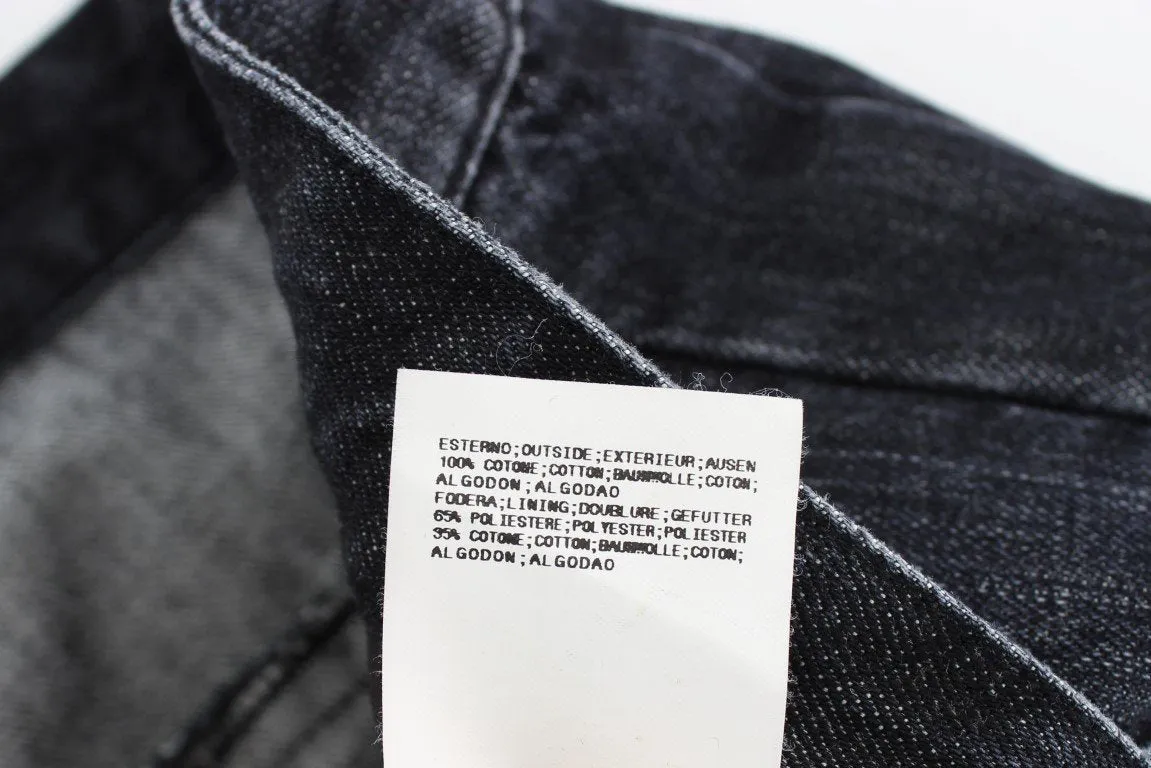 ESTERNO;OUTSIDE;EXTERIEUR;AUSEN
100% COTONE;COTTON;BAUMWOLLE;COTON;
ALGODON;ALGODAO
FODERA;LINING;DOUBLURE;GEFUTTER
65% POLIESTERE;POLYESTER;POLIESTER
35% COTONE;COTTON;BAUMWOLLE;COTON;
ALGODON;ALGODAO